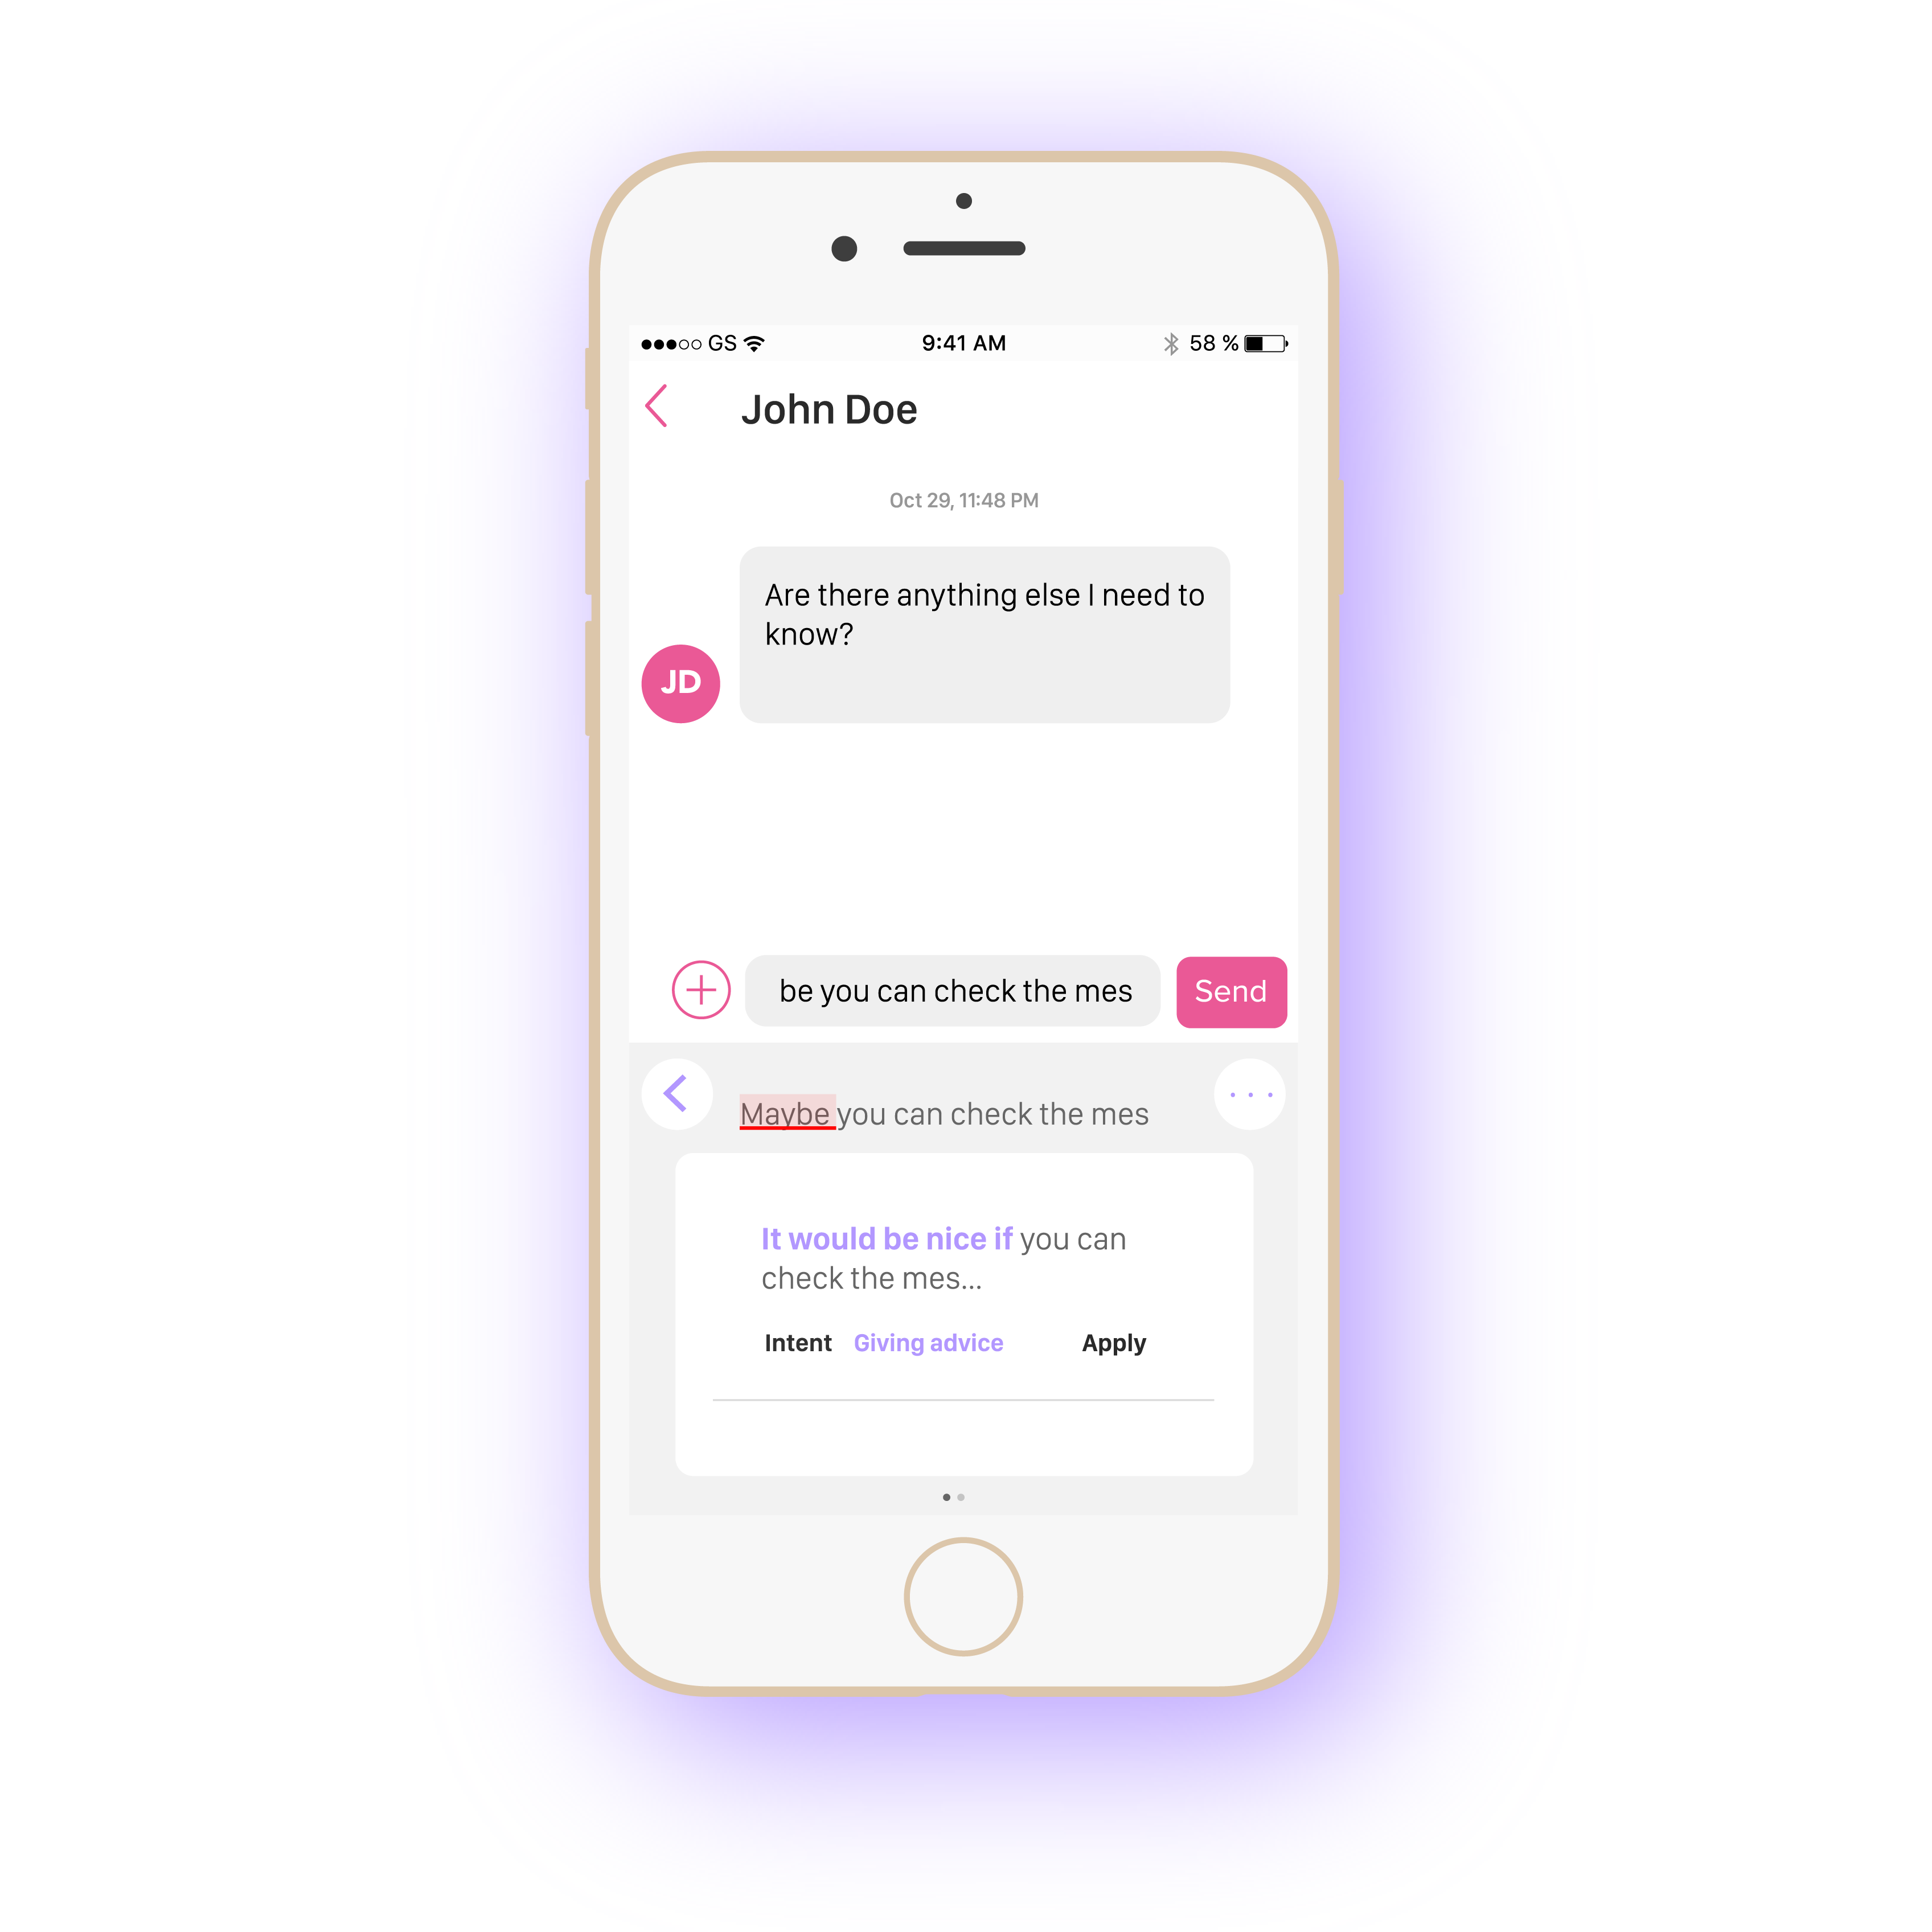 GS 9:41 AM 58 %
John Doe
Oct 29, 11:48 PM
Are there anything else I need to
know?
JD
be you can check the mes
Send
Maybe you can check the mes
It would be nice if you can
check the mes...
Intent Giving advice Apply